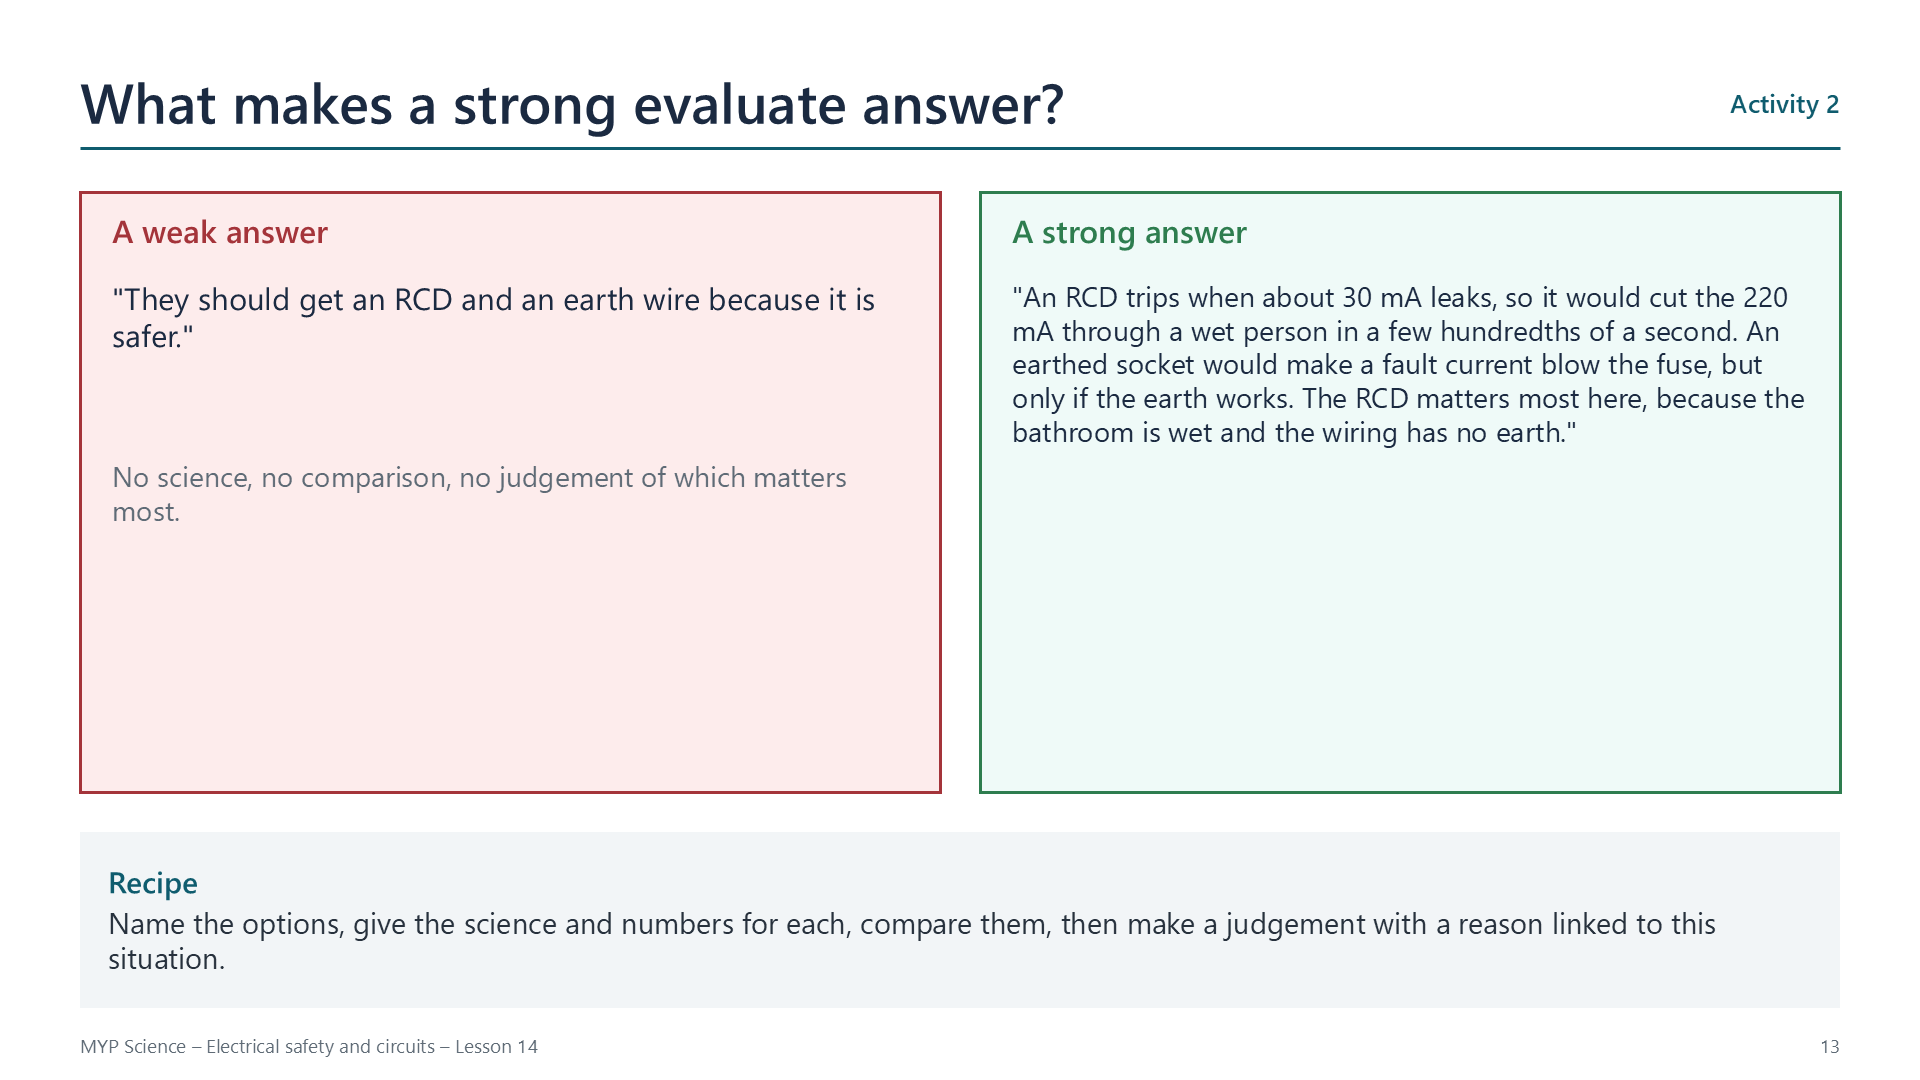 What makes a strong evaluate answer?
Activity 2
A weak answer
"They should get an RCD and an earth wire because it is
safer."
No science, no comparison, no judgement of which matters
most.
A strong answer
"An RCD trips when about 30 mA leaks, so it would cut the 220
mA through a wet person in a few hundredths of a second. An
earthed socket would make a fault current blow the fuse, but
only if the earth works. The RCD matters most here, because the
bathroom is wet and the wiring has no earth."
Recipe
Name the options, give the science and numbers for each, compare them, then make a judgement with a reason linked to this
situation.
MYP Science – Electrical safety and circuits – Lesson 14
13